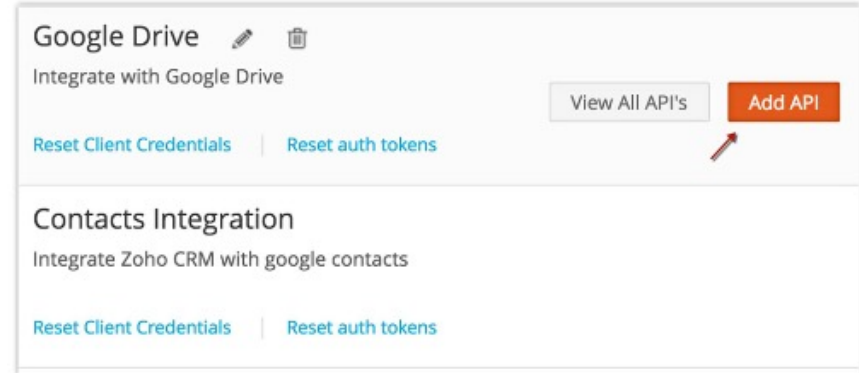 Google Drive
Integrate with Google Drive
View All API's
Add API
Reset Client Credentials
Reset auth tokens
Contacts Integration
Integrate Zoho CRM with google contacts
Reset Client Credentials
Reset auth tokens